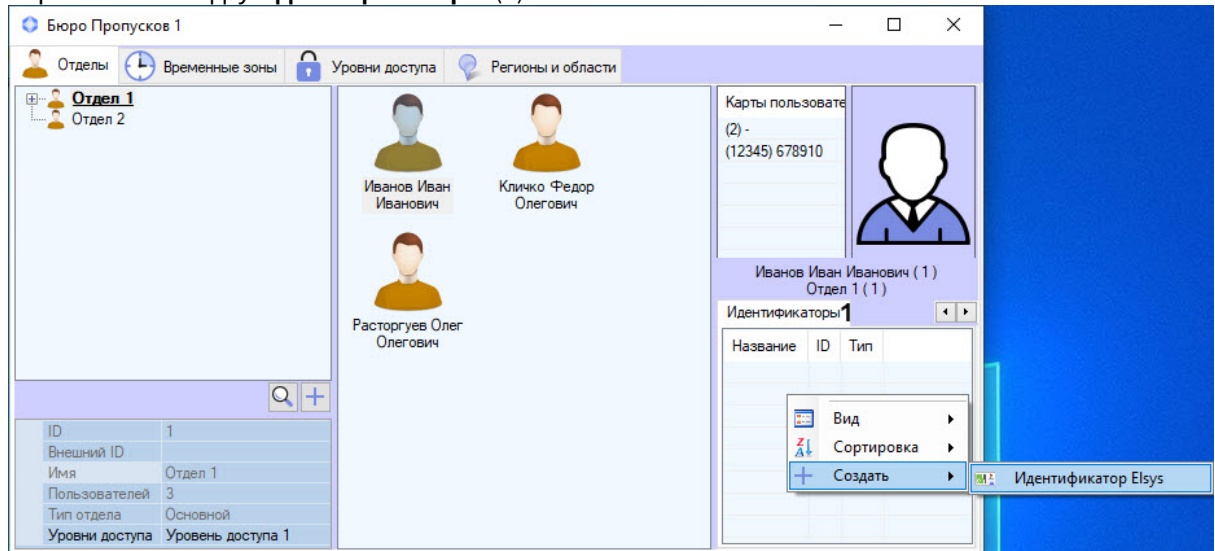 Бюро Пропусков 1
Отделы Временные зоны Уровни доступа Регионы и области
Отдел 1
Отдел 2
Иванов Иван
Иванович
Кличко Федор
Олегович
Расторгуев Олег
Олегович
Карты пользовате
(2) -
(12345) 678910
Иванов Иван Иванович ( 1 )
Отдел 1 ( 1 )
Идентификаторы 1
Название ID Тип
Вид
Сортировка
Создать
Идентификатор Elsys
ID 1
Внешний ID
Имя Отдел 1
Пользователей 3
Тип отдела Основной
Уровни доступа Уровень доступа 1